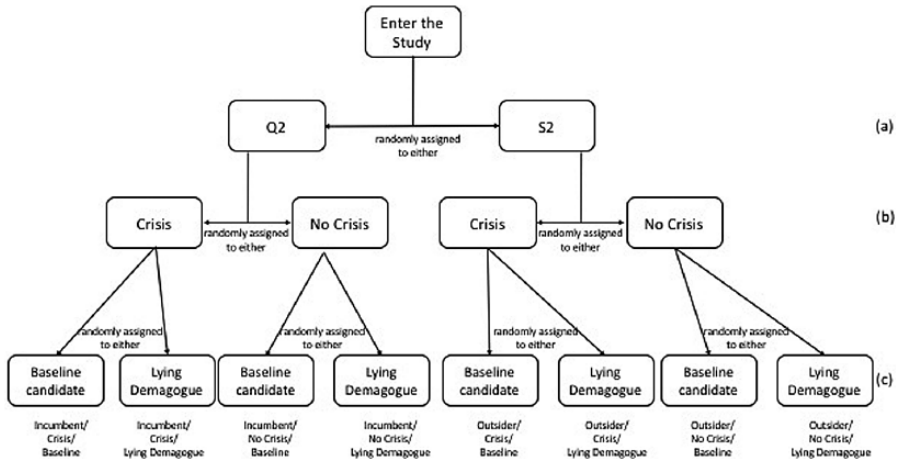 Enter the
Study
Q2
S2
(a)
randomly assigned
to either
Crisis
No Crisis
Crisis
No Crisis
(b)
randomly assigned
to either
randomly assigned
to either
randomly assigned
to either
randomly assigned
to either
randomly assigned
to either
randomly assigned
to either
Baseline
candidate
Lying
Demagogue
Baseline
candidate
Lying
Demagogue
Baseline
candidate
Lying
Demagogue
Baseline
candidate
Lying
Demagogue
(c)
Incumbent/
Crisis/
Baseline
Incumbent/
Crisis/
Lying Demagogue
Incumbent/
No Crisis/
Baseline
Incumbent/
No Crisis/
Lying Demagogue
Outsider/
Crisis/
Baseline
Outsider/
Crisis/
Lying Demagogue
Outsider/
No Crisis/
Baseline
Outsider/
No Crisis/
Lying Demagogue